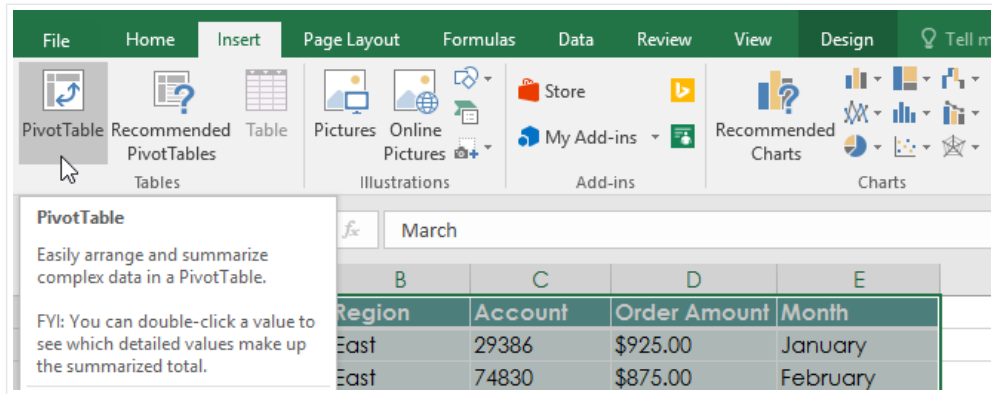 File Home Insert Page Layout Formulas Data Review View Design Tell m
PivotTable Recommended PivotTables Table
Tables
Pictures Online Pictures
Illustrations
Store
My Add-ins
Add-ins
Recommended Charts
Charts
PivotTable
Easily arrange and summarize
complex data in a PivotTable.
FYI: You can double-click a value to
see which detailed values make up
the summarized total.
fx March
B C D E
Region Account Order Amount Month
East 29386 $925.00 January
East 74830 $875.00 February